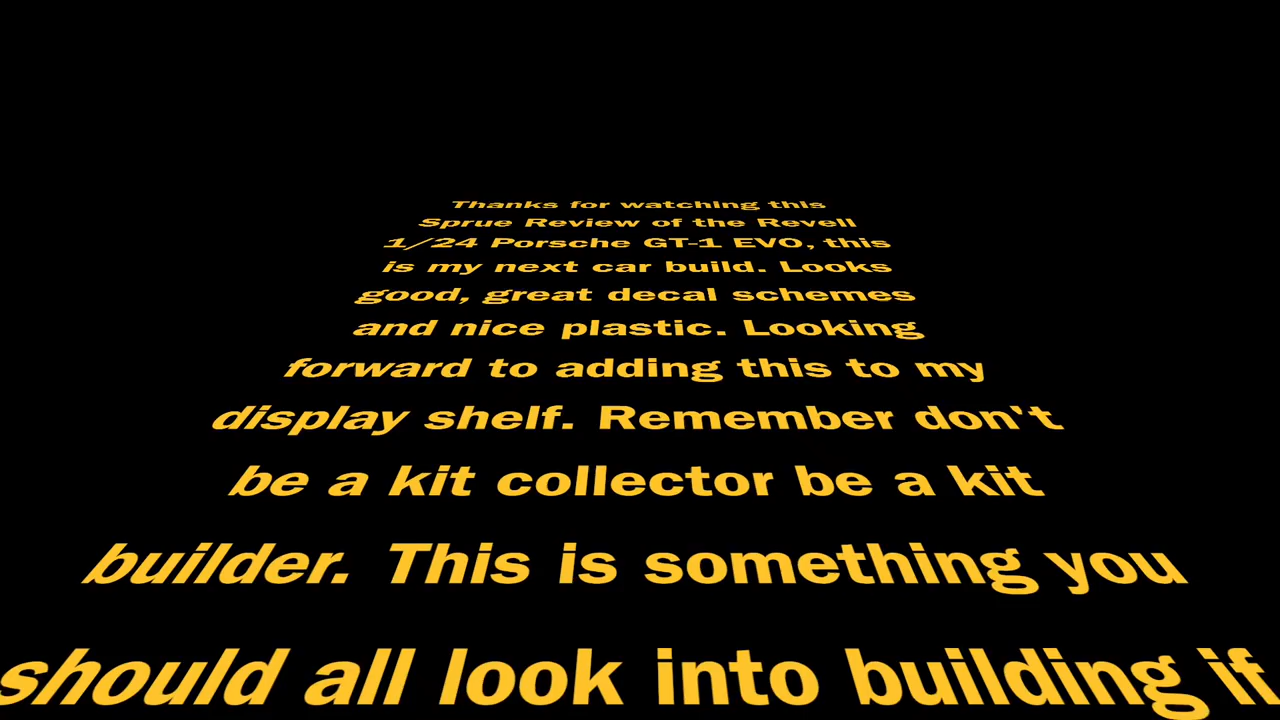 Thanks for watching this
Sprue Review of the Revell
1/24 Porsche GT-1 EVO, this
is my next car build. Looks
good, great decal schemes
and nice plastic. Looking
forward to adding this to my
display shelf. Remember don't
be a kit collector be a kit
builder. This is something you
should all look into building if